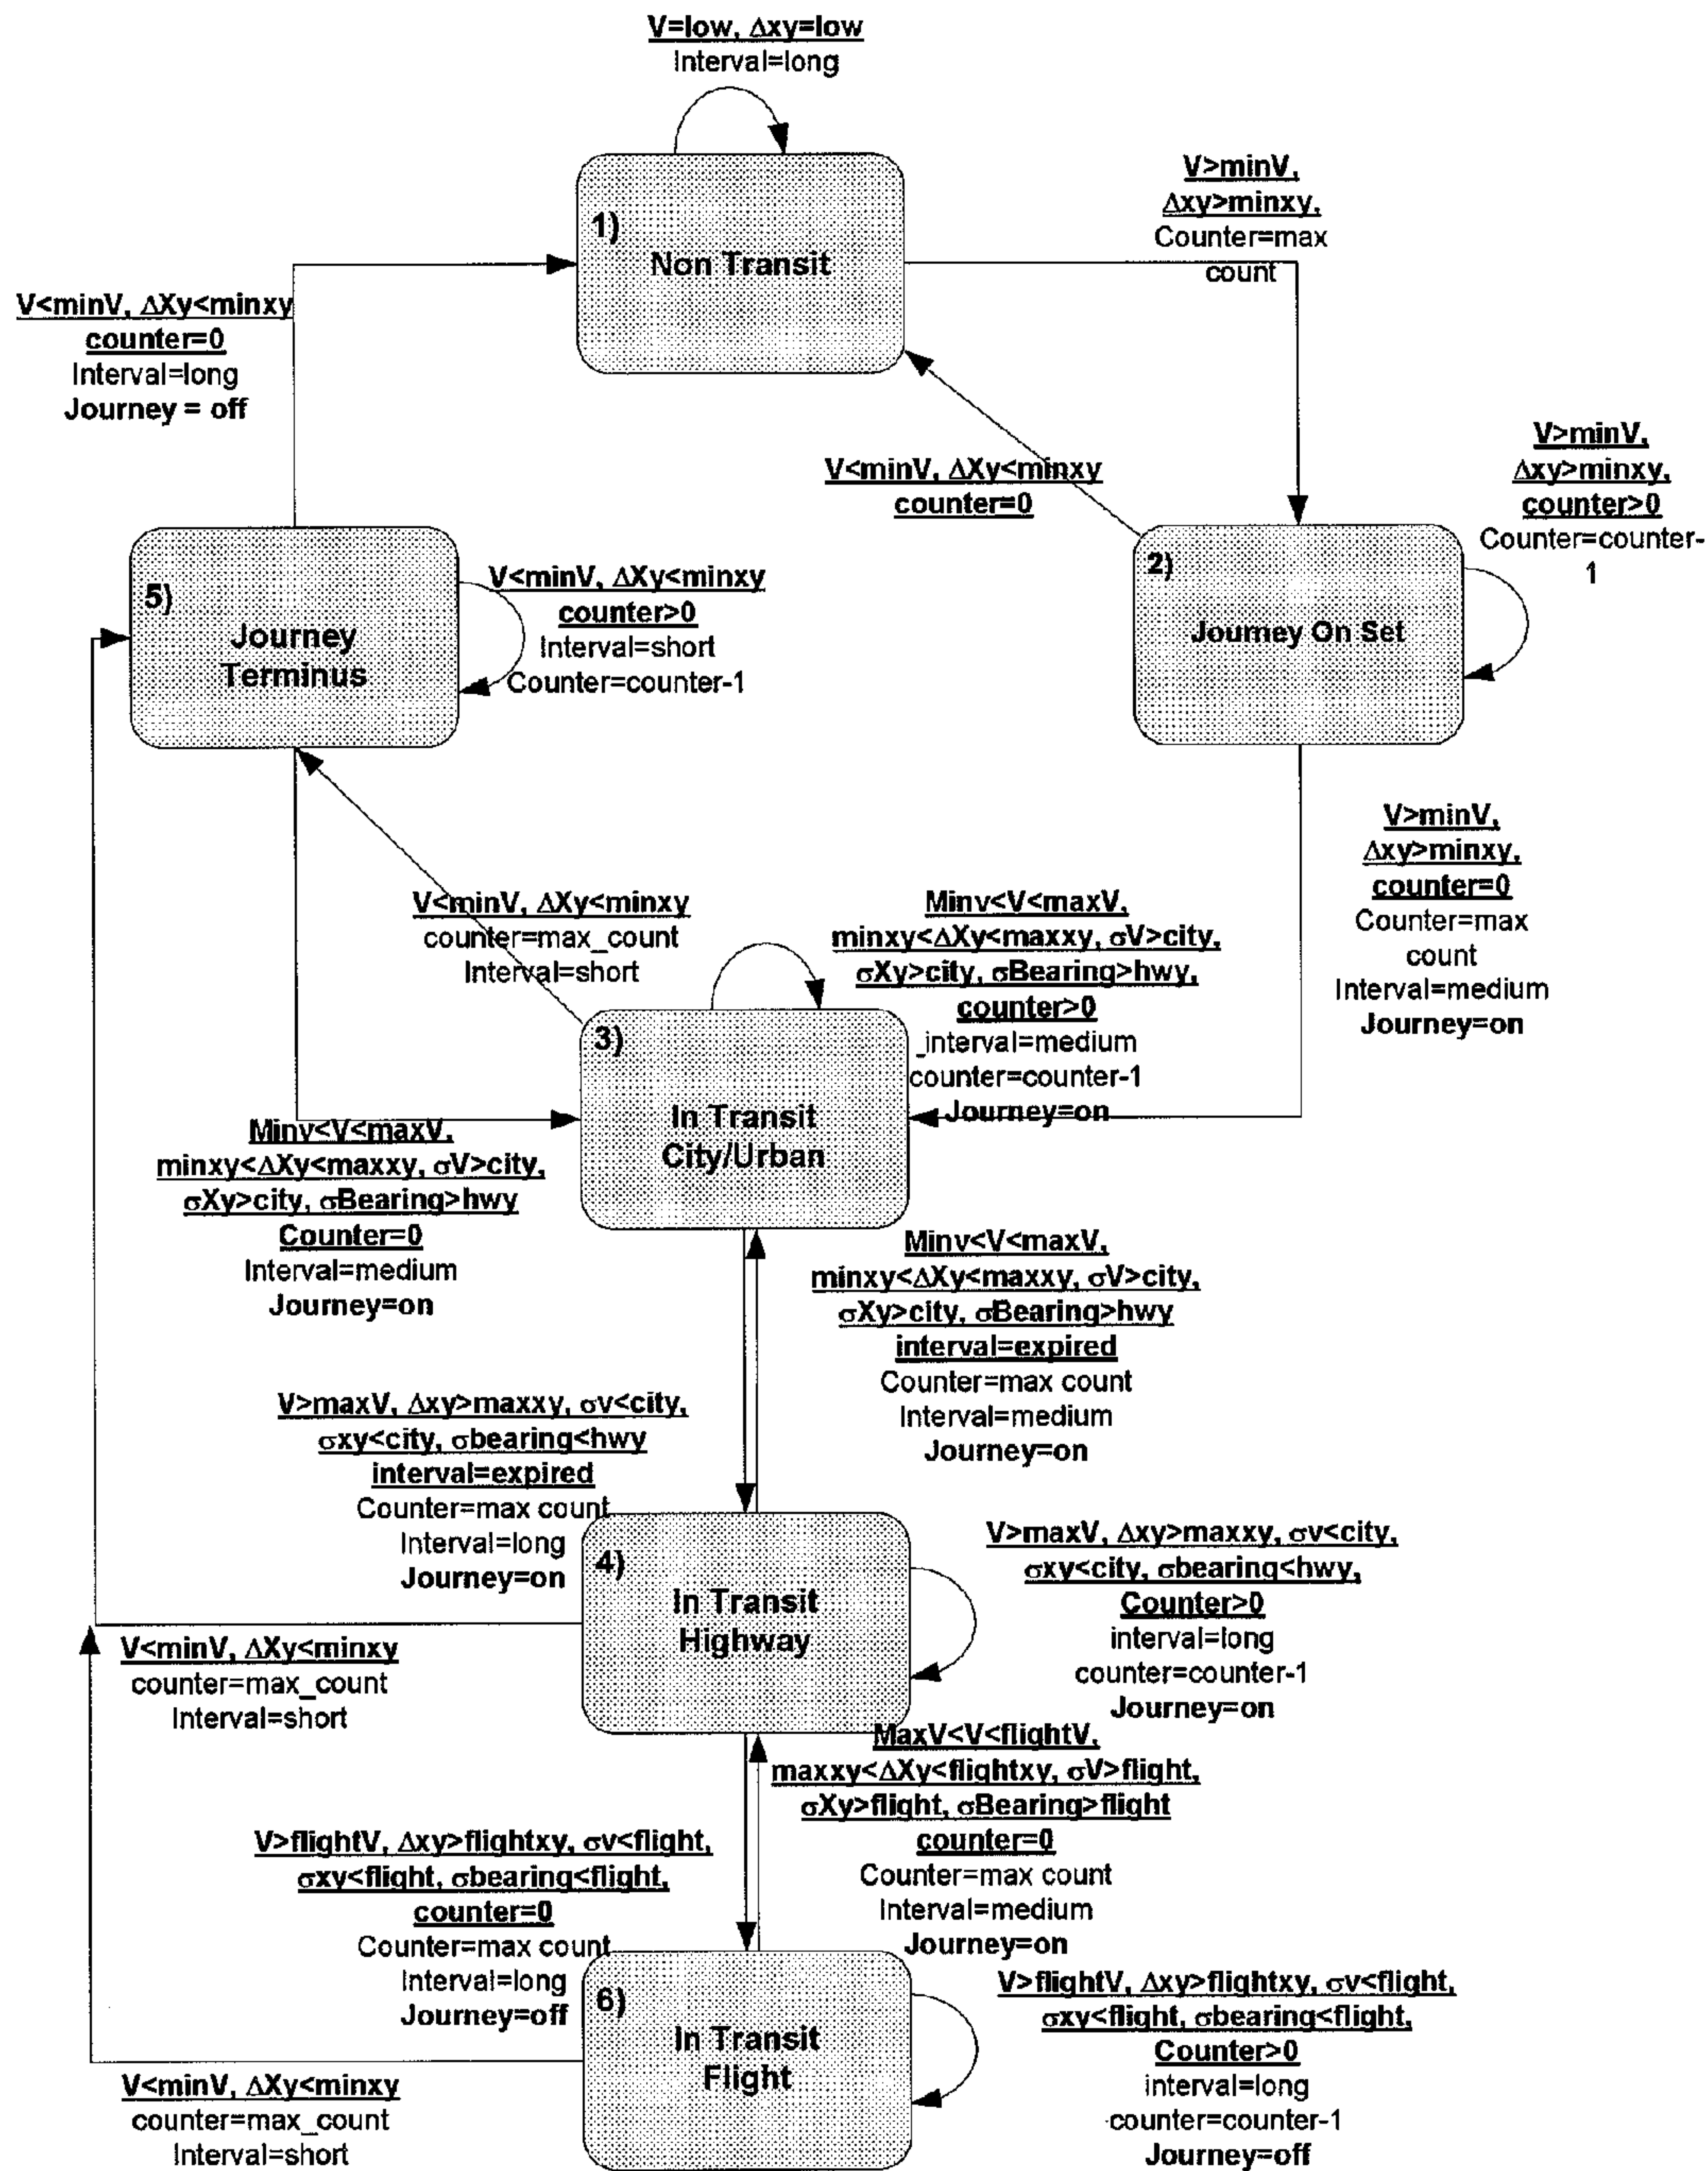 V=low, Δxy=low
Interval=long
1)
Non Transit
V>minV,
Δxy>minxy,
Counter=max
count
V<minV, ΔXy<minxy
counter=0
Interval=long
Journey = off
V<minV, ΔXy<minxy
counter=0
V>minV,
Δxy>minxy,
counter>0
Counter=counter-
1
2)
Journey On Set
5)
Journey
Terminus
V<minV, ΔXy<minxy
counter>0
Interval=short
Counter=counter-1
V>minV,
Δxy>minxy,
counter=0
Counter=max
count
Interval=medium
Journey=on
V<minV, ΔXy<minxy
counter=max_count
Interval=short
Minv<V<maxV,
minxy<ΔXy<maxxy, σV>city,
σXy>city, σBearing>hwy,
counter>0
_interval=medium
counter=counter-1
Journey=on
3)
In Transit
City/Urban
Minv<V<maxV,
minxy<ΔXy<maxxy, σV>city,
σXy>city, σBearing>hwy
Counter=0
Interval=medium
Journey=on
Minv<V<maxV,
minxy<ΔXy<maxxy, σV>city,
σXy>city, σBearing>hwy
interval=expired
Counter=max count
Interval=medium
Journey=on
V>maxV, Δxy>maxxy, σv<city,
σxy<city, σbearing<hwy
interval=expired
Counter=max count
Interval=long
Journey=on
4)
In Transit
Highway
V>maxV, Δxy>maxxy, σv<city,
σxy<city, σbearing<hwy,
Counter>0
interval=long
counter=counter-1
Journey=on
V<minV, ΔXy<minxy
counter=max_count
Interval=short
MaxV<V<flightV,
maxxy<ΔXy<flightxy, σV>flight,
σXy>flight, σBearing>flight
counter=0
Counter=max count
Interval=medium
Journey=on
V>flightV, Δxy>flightxy, σv<flight,
σxy<flight, σbearing<flight,
counter=0
Counter=max count
Interval=long
Journey=off
6)
In Transit
Flight
V>flightV, Δxy>flightxy, σv<flight,
σxy<flight, σbearing<flight,
Counter>0
interval=long
counter=counter-1
Journey=off
V<minV, ΔXy<minxy
counter=max_count
Interval=short